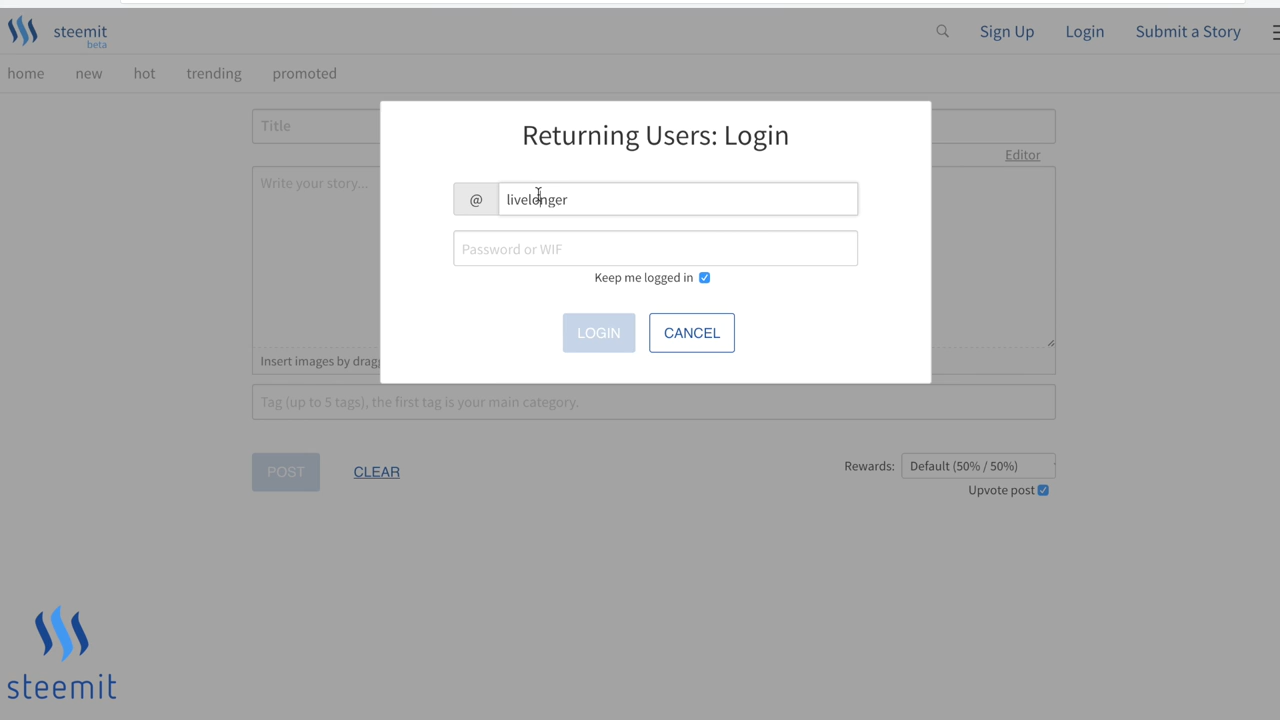 steemit
beta
Sign Up
Login
Submit a Story
home
new
hot
trending
promoted
Returning Users: Login
Title
Editor
Write your story...
@
livelonger
Password or WIF
Keep me logged in
LOGIN
CANCEL
Insert images by drag
Tag (up to 5 tags), the first tag is your main category.
POST
CLEAR
Rewards:
Default (50% / 50%)
Upvote post
steemit